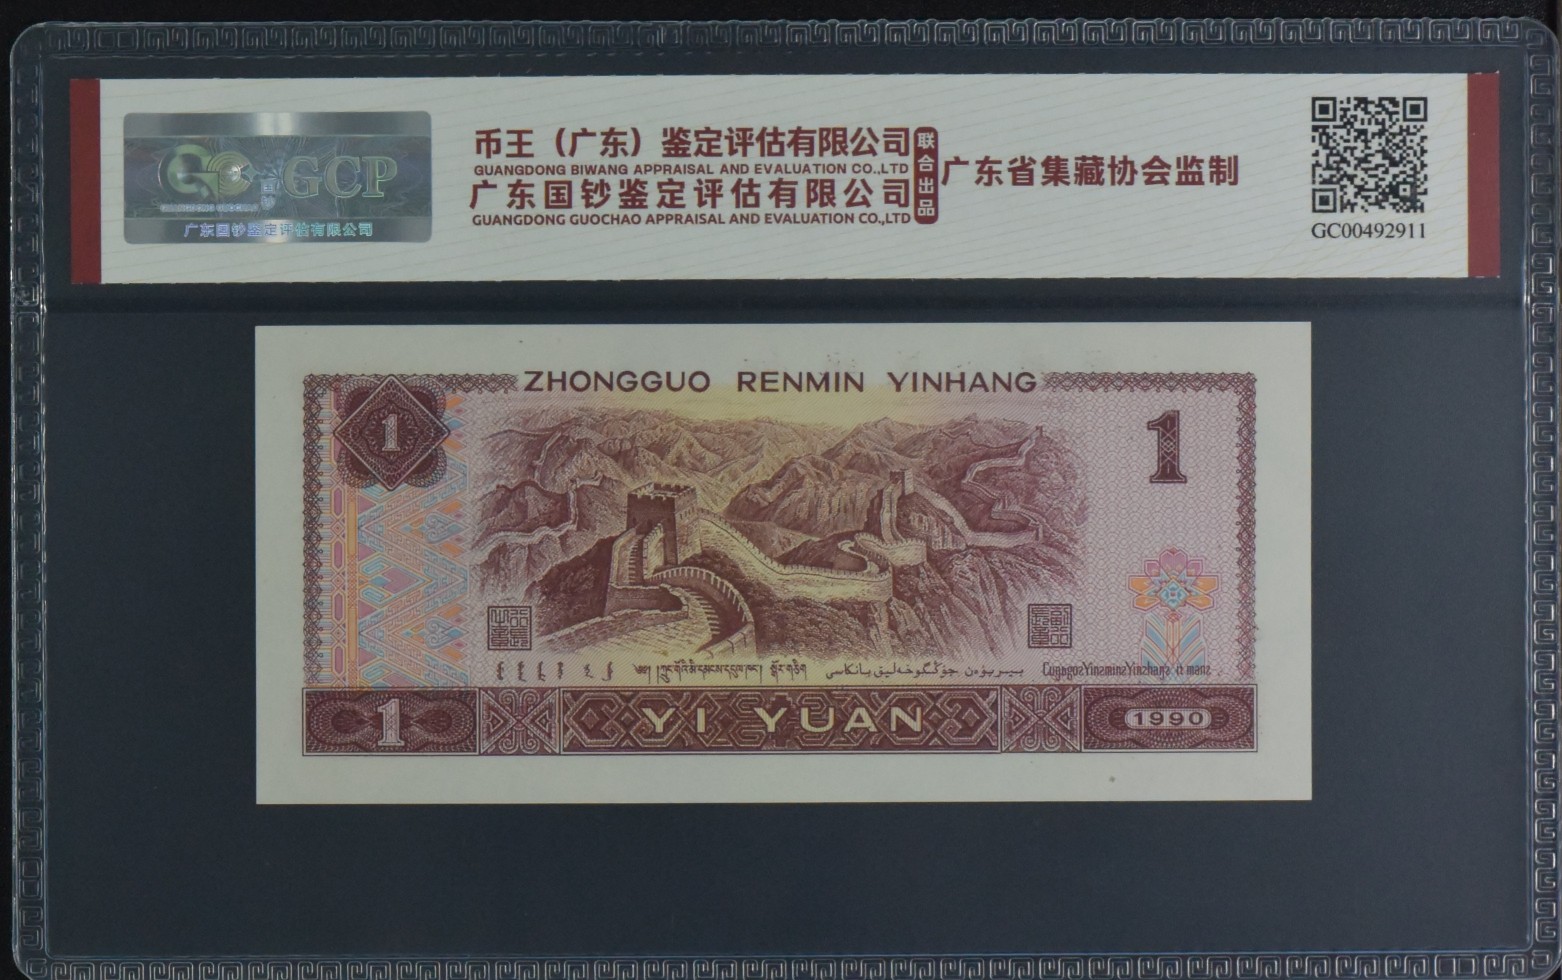 GCP
广东国钞鉴定评估有限公司
币王（广东）鉴定评估有限公司
GUANGDONG BIWANG APPRAISAL AND EVALUATION CO.,LTD
广东国钞鉴定评估有限公司
GUANGDONG GUOCHAO APPRAISAL AND EVALUATION CO.,LTD
联合出品
广东省集藏协会监制
GC00492911
ZHONGGUO RENMIN YINHANG
1
1
1
YI YUAN
1990